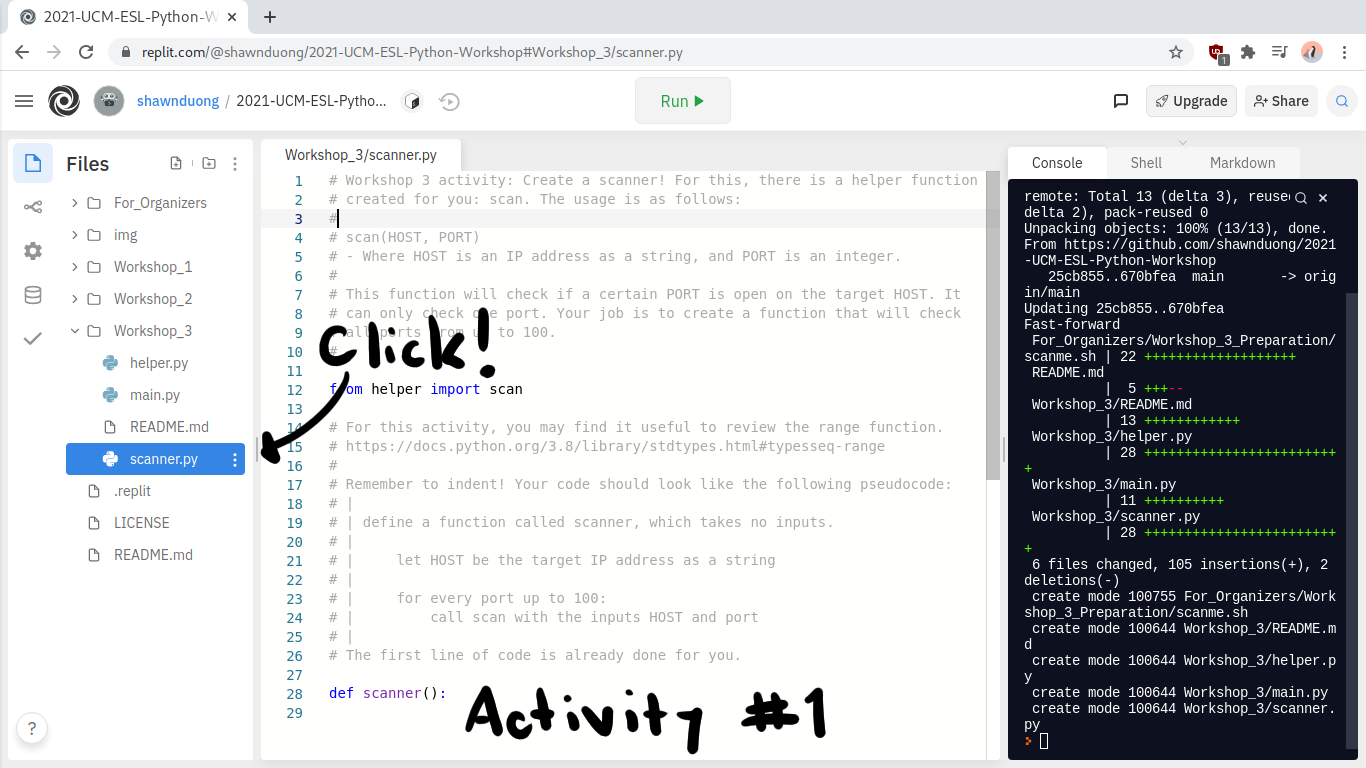 2021-UCM-ESL-Python-W
replit.com/@shawnduong/2021-UCM-ESL-Python-Workshop#Workshop_3/scanner.py
1
shawnduong / 2021-UCM-ESL-Pytho...
Run
Upgrade
Share
Files
For_Organizers
img
Workshop_1
Workshop_2
Workshop_3
helper.py
main.py
README.md
scanner.py
.replit
LICENSE
README.md
?
Workshop_3/scanner.py
1 # Workshop 3 activity: Create a scanner! For this, there is a helper function
2 # created for you: scan. The usage is as follows:
3 #
4 # scan(HOST, PORT)
5 # - Where HOST is an IP address as a string, and PORT is an integer.
6 #
7 # This function will check if a certain PORT is open on the target HOST. It
8 # can only check one port. Your job is to create a function that will check
9 # all ports from up to 100.
10 #
11
12 from helper import scan
13
14 # For this activity, you may find it useful to review the range function.
15 # https://docs.python.org/3.8/library/stdtypes.html#typesseq-range
16 #
17 # Remember to indent! Your code should look like the following pseudocode:
18 # |
19 # | define a function called scanner, which takes no inputs.
20 # |
21 # |     let HOST be the target IP address as a string
22 # |
23 # |     for every port up to 100:
24 # |         call scan with the inputs HOST and port
25 # |
26 # The first line of code is already done for you.
27
28 def scanner():
29
Click!
Activity #1
Console
Shell
Markdown
remote: Total 13 (delta 3), reuse
delta 2), pack-reused 0
Unpacking objects: 100% (13/13), done.
From https://github.com/shawnduong/2021
-UCM-ESL-Python-Workshop
25cb855..670bfea  main       -> orig
in/main
Updating 25cb855..670bfea
Fast-forward
For_Organizers/Workshop_3_Preparation/
scanme.sh | 22 +++++++++++++++++++
README.md
|  5 +++--
Workshop_3/README.md
| 13 ++++++++++++
Workshop_3/helper.py
| 28 ++++++++++++++++++++++++
+
Workshop_3/main.py
| 11 ++++++++++
Workshop_3/scanner.py
| 28 ++++++++++++++++++++++++
+
6 files changed, 105 insertions(+), 2
deletions(-)
create mode 100755 For_Organizers/Work
shop_3_Preparation/scanme.sh
create mode 100644 Workshop_3/README.m
d
create mode 100644 Workshop_3/helper.p
y
create mode 100644 Workshop_3/main.py
create mode 100644 Workshop_3/scanner.
py